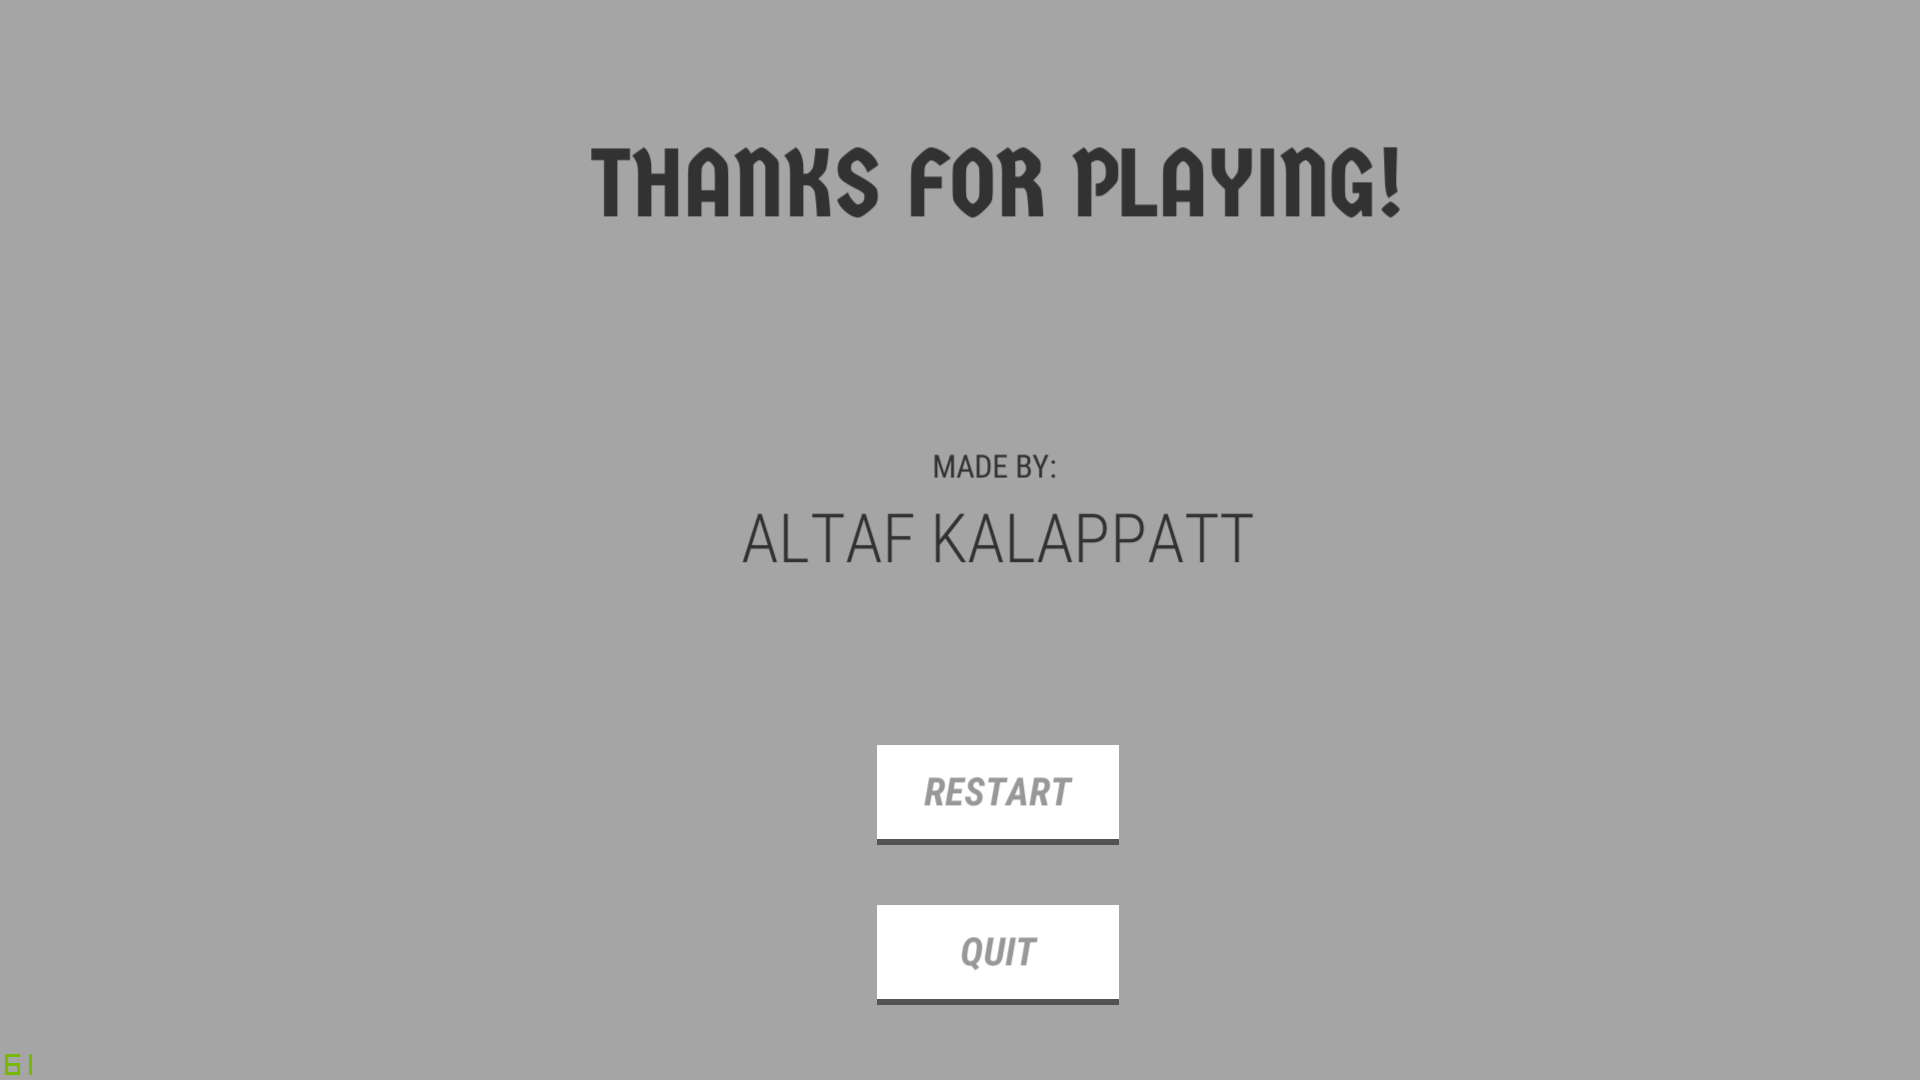 THANKS FOR PLAYING!
MADE BY:
ALTAF KALAPPATT
RESTART
QUIT
61